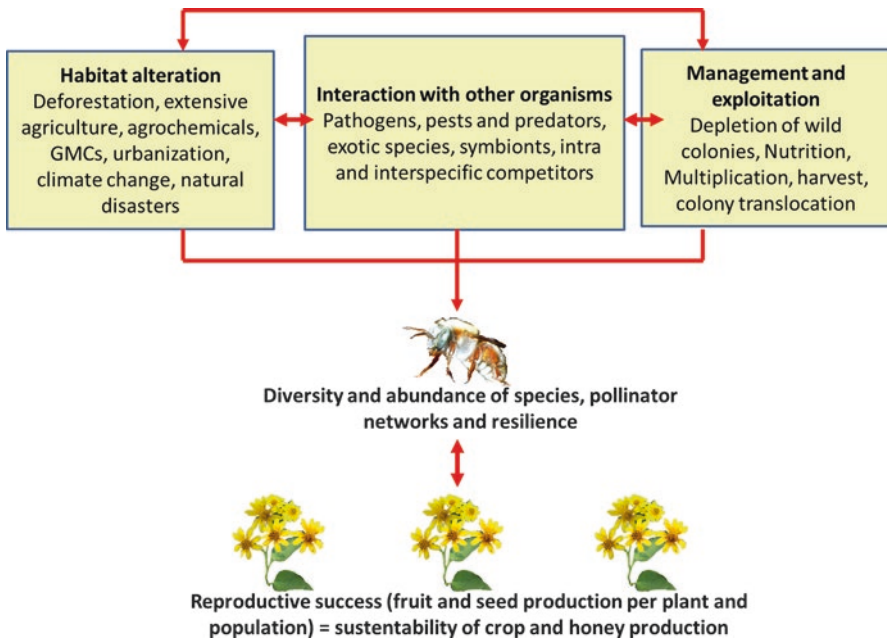 Habitat alteration
Deforestation, extensive
agriculture, agrochemicals,
GMCs, urbanization,
climate change, natural
disasters
Interaction with other organisms
Pathogens, pests and predators,
exotic species, symbionts, intra
and interspecific competitors
Management and
exploitation
Depletion of wild
colonies, Nutrition,
Multiplication, harvest,
colony translocation
Diversity and abundance of species, pollinator
networks and resilience
Reproductive success (fruit and seed production per plant and
population) = sustentability of crop and honey production